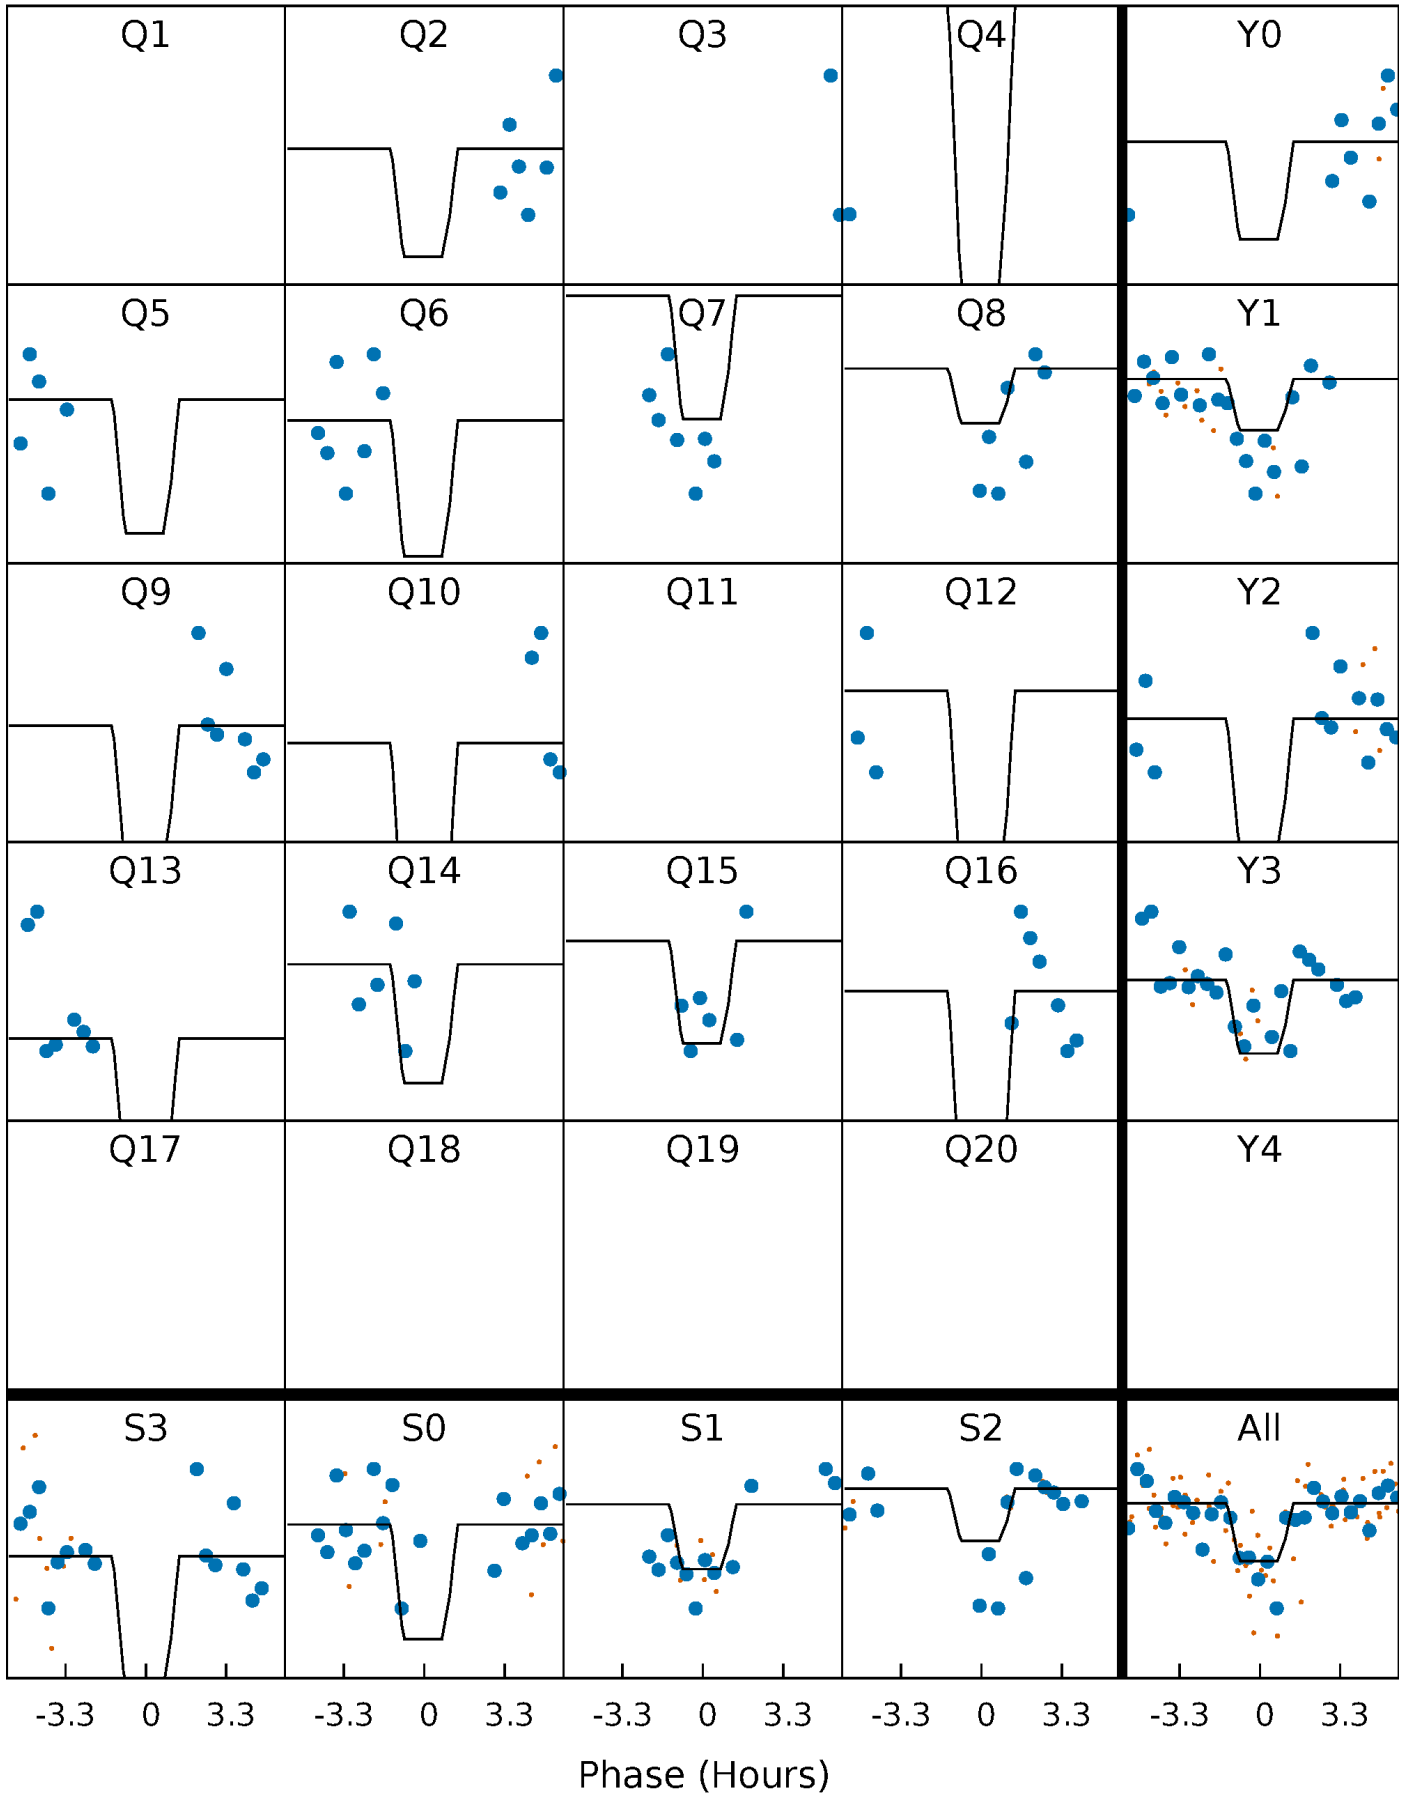 Q1 Q2 Q3 Q4 Y0
Q5 Q6 Q7 Q8 Y1
Q9 Q10 Q11 Q12 Y2
Q13 Q14 Q15 Q16 Y3
Q17 Q18 Q19 Q20 Y4
S3 S0 S1 S2 All
-3.3 0 3.3 -3.3 0 3.3 -3.3 0 3.3 -3.3 0 3.3 -3.3 0 3.3
Phase (Hours)